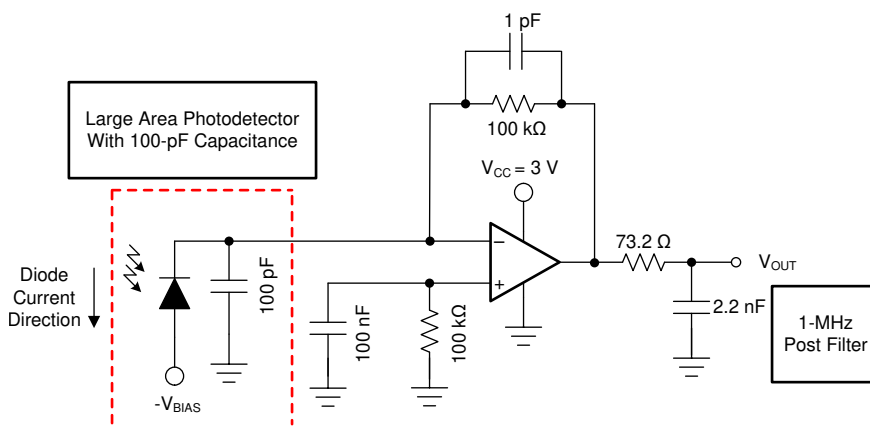 1 pF
Large Area Photodetector
With 100-pF Capacitance
100 kΩ
VCC = 3 V
Diode
Current
Direction
100 pF
−
+
73.2 Ω
VOUT
100 nF
100 kΩ
2.2 nF
1-MHz
Post Filter
-VBIAS